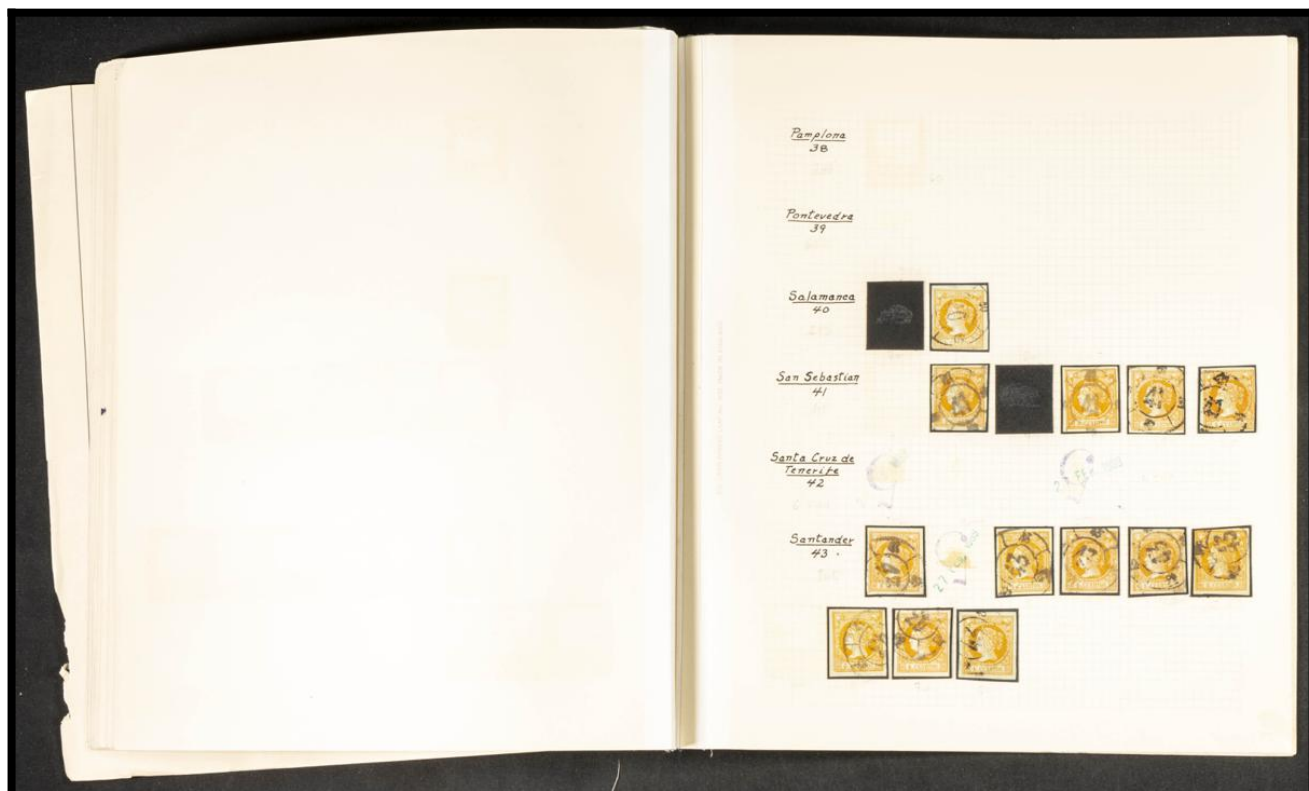 Pamplona
38
Pontevedra
39
Salamanca
40
San Sebastian
41
Santa Cruz de
Tenerife
42
Santander
43